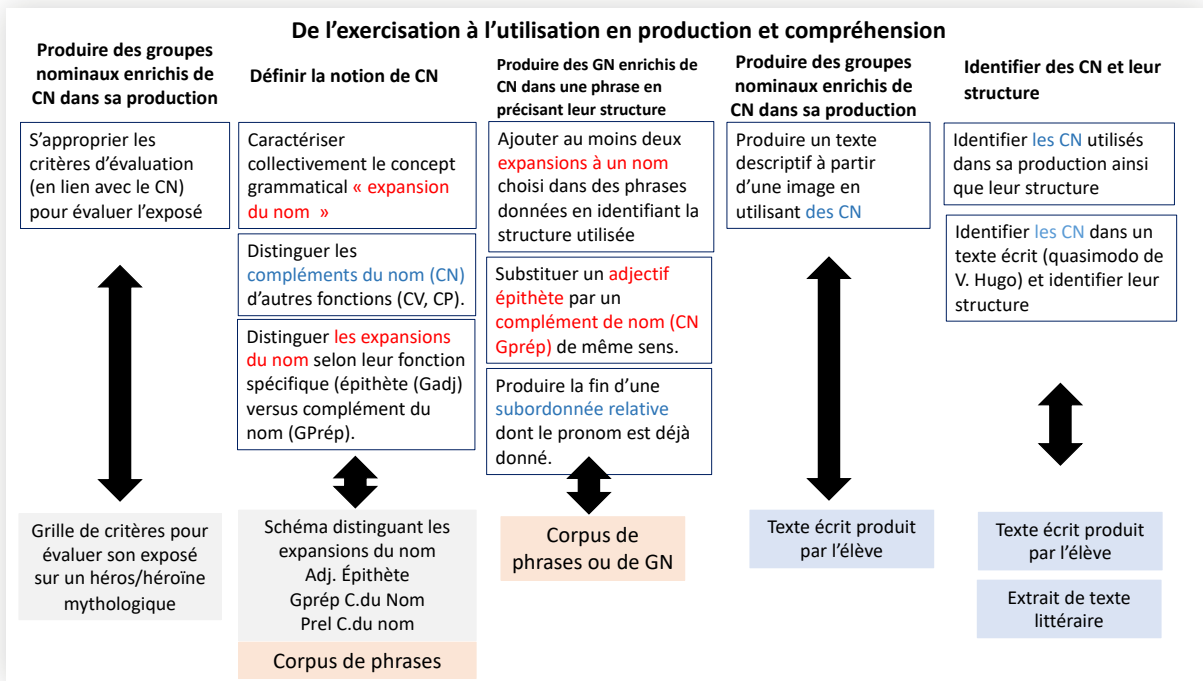 De l’exercisation à l’utilisation en production et compréhension
Produire des groupes
nominaux enrichis de
CN dans sa production
S’approprier les
critères d’évaluation
(en lien avec le CN)
pour évaluer l’exposé
Grille de critères pour
évaluer son exposé
sur un héros/héroïne
mythologique
Définir la notion de CN
Caractériser
collectivement le concept
grammatical « expansion
du nom »
Distinguer les
compléments du nom (CN)
d’autres fonctions (CV, CP).
Distinguer les expansions
du nom selon leur fonction
spécifique (épithète (Gadj)
versus complément du
nom (GPrép).
Schéma distinguant les
expansions du nom
Adj. Épithète
Gprép C.du Nom
Prel C.du nom
Corpus de phrases
Produire des GN enrichis de
CN dans une phrase en
précisant leur structure
Ajouter au moins deux
expansions à un nom
choisi dans des phrases
données en identifiant la
structure utilisée
Substituer un adjectif
épithète par un
complément de nom (CN
Gprép) de même sens.
Produire la fin d’une
subordonnée relative
dont le pronom est déjà
donné.
Corpus de
phrases ou de GN
Produire des groupes
nominaux enrichis de
CN dans sa production
Produire un texte
descriptif à partir
d’une image en
utilisant des CN
Texte écrit produit
par l’élève
Identifier des CN et leur
structure
Identifier les CN utilisés
dans sa production ainsi
que leur structure
Identifier les CN dans un
texte écrit (quasimodo de
V. Hugo) et identifier leur
structure
Texte écrit produit
par l’élève
Extrait de texte
littéraire